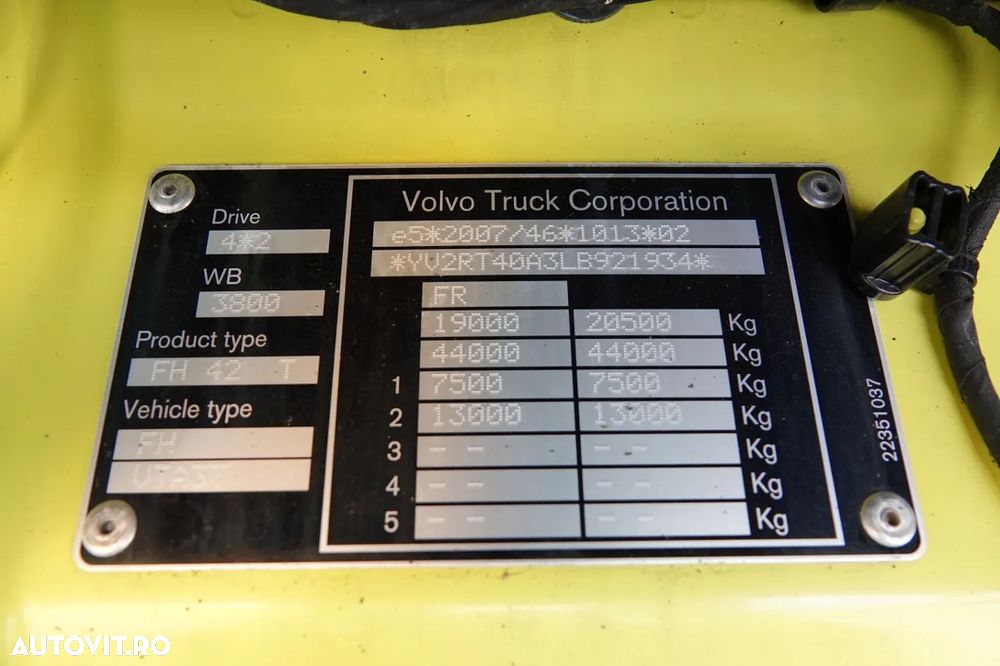 Drive
4*2
WB
3800
Product type
FH 42 T
Vehicle type
FH
VTA3T
Volvo Truck Corporation
e5*2007/46*1013*02
*YV2RT40A3LB921934*
FR
19000 20500 Kg
44000 44000 Kg
1 7500 7500 Kg
2 13000 13000 Kg
3 - - - - Kg
4 - - - - Kg
5 - - - - Kg
22351037
AUTOVIT.RO